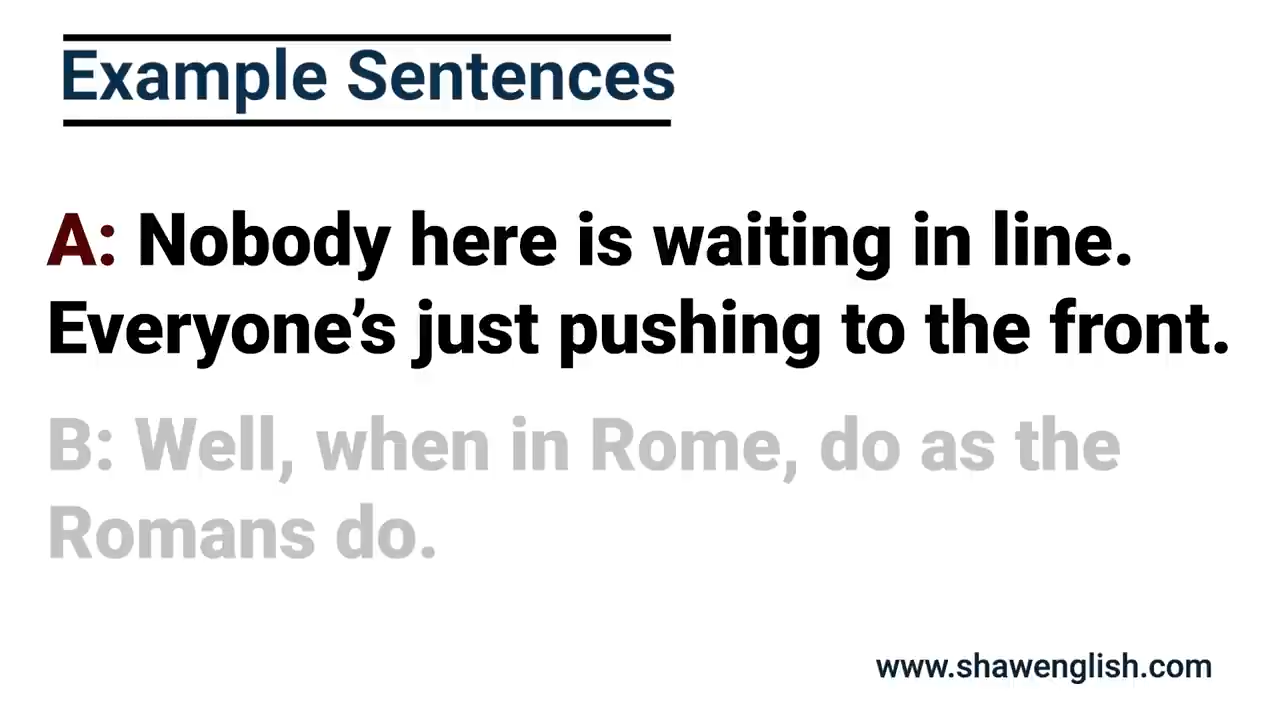 Example Sentences
A: Nobody here is waiting in line.
Everyone’s just pushing to the front.
B: Well, when in Rome, do as the
Romans do.
www.shawenglish.com